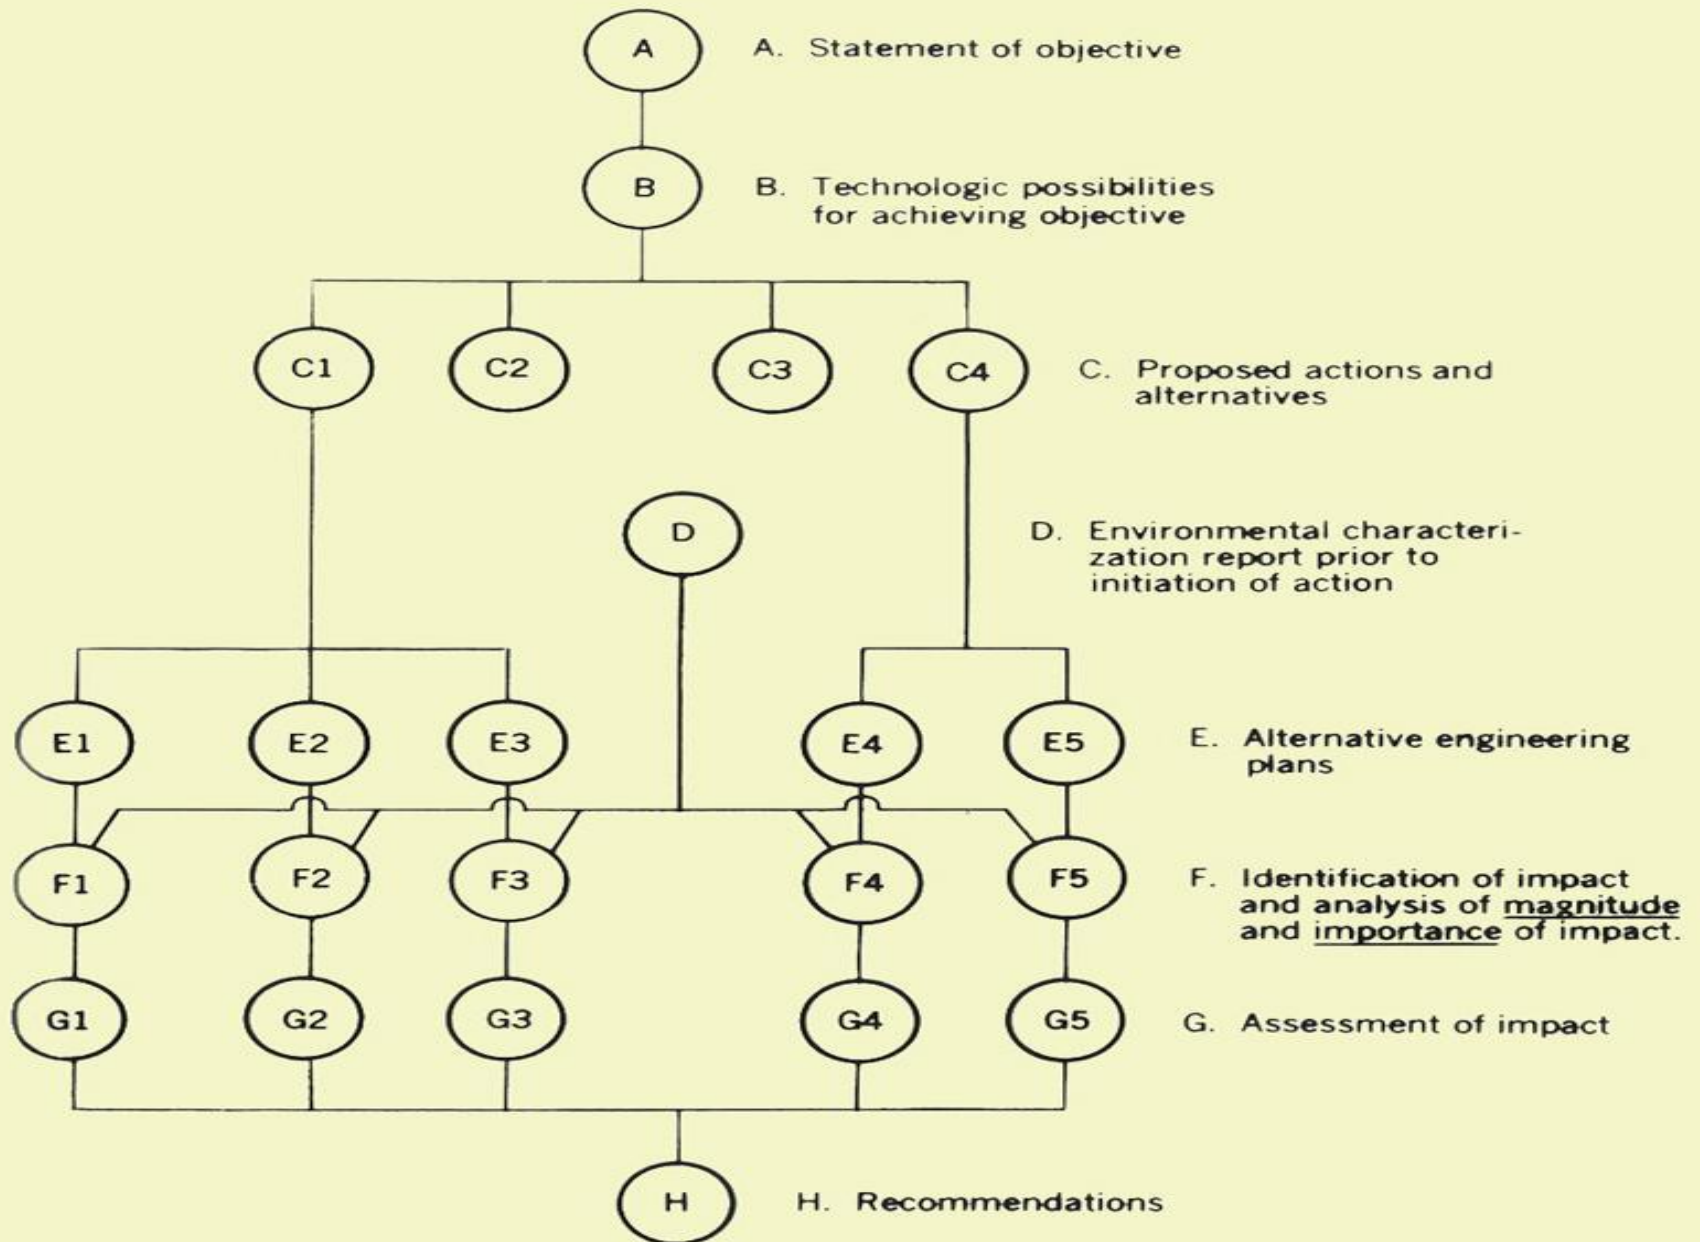 A
A. Statement of objective
B
B. Technologic possibilities
for achieving objective
C1 C2 C3 C4
C. Proposed actions and
alternatives
D
D. Environmental characteri-
zation report prior to
initiation of action
E1 E2 E3 E4 E5
E. Alternative engineering
plans
F1 F2 F3 F4 F5
F. Identification of impact
and analysis of magnitude
and importance of impact.
G1 G2 G3 G4 G5
G. Assessment of impact
H
H. Recommendations